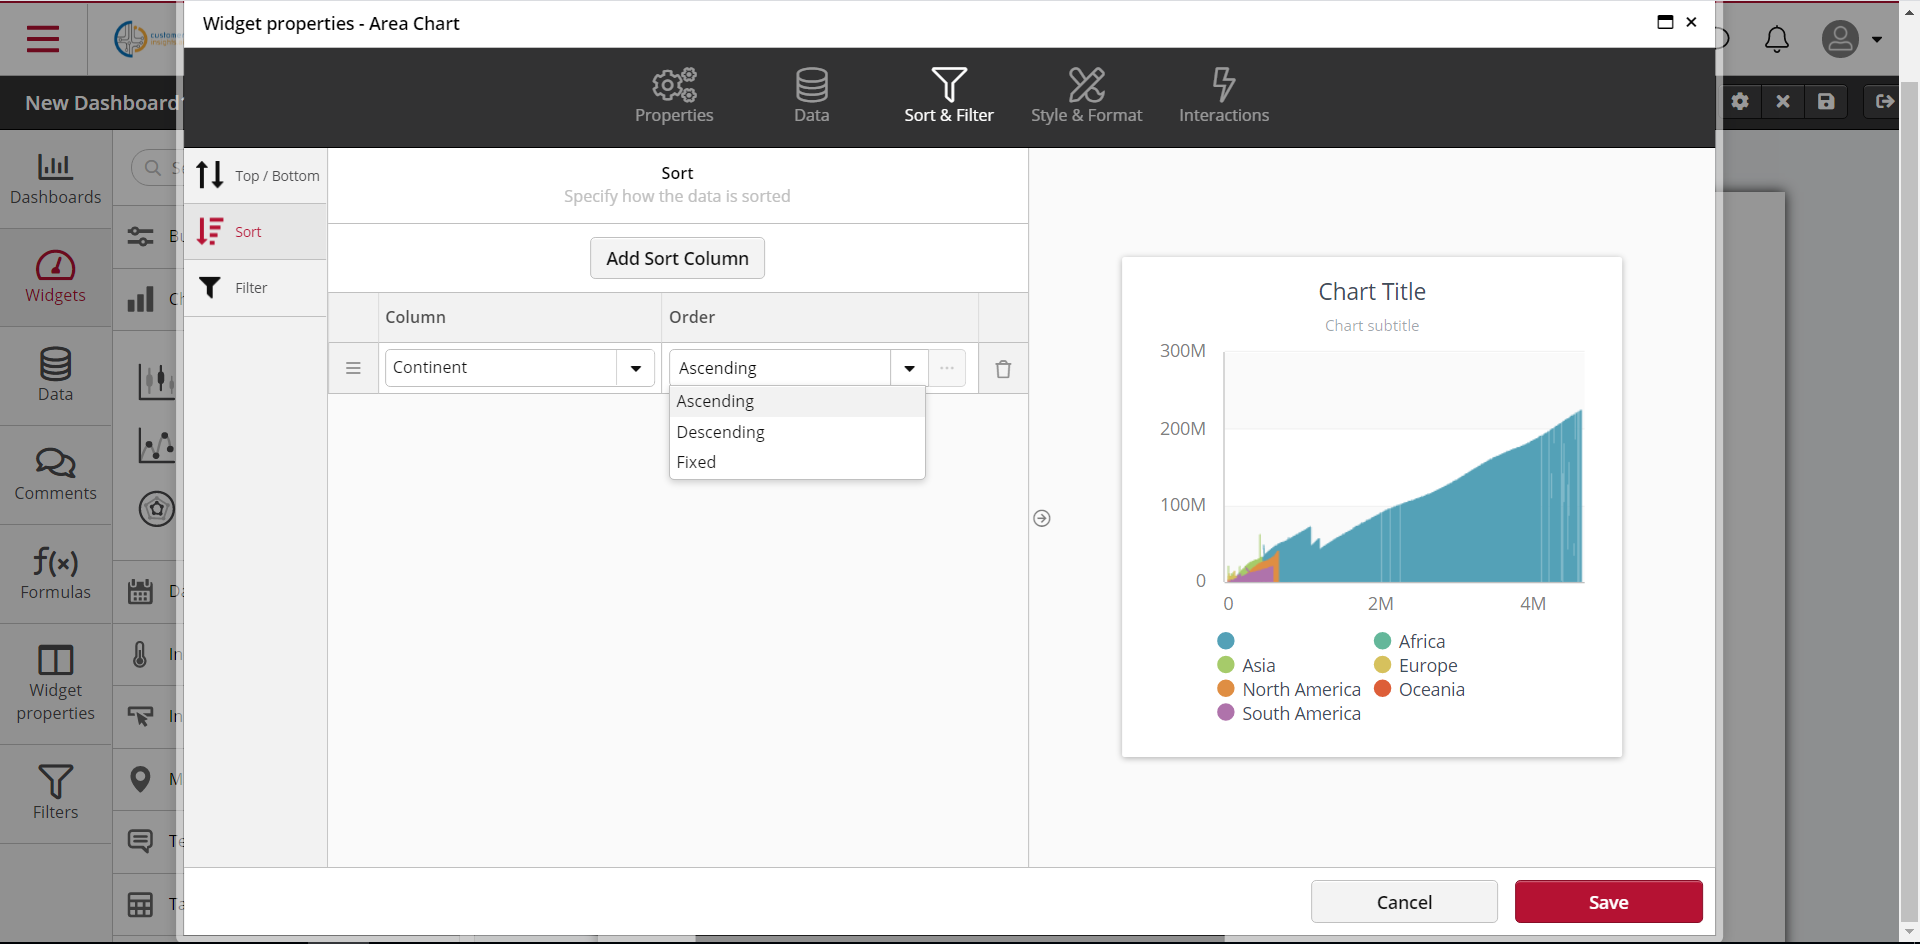 Widget properties - Area Chart
New Dashboard
Properties
Data
Sort & Filter
Style & Format
Interactions
Dashboards
Widgets
Data
Comments
Formulas
Widget
properties
Filters
f(x)
Top / Bottom
Sort
Filter
Sort
Specify how the data is sorted
Add Sort Column
Column
Order
Continent
Ascending
Ascending
Descending
Fixed
Chart Title
Chart subtitle
300M
200M
100M
0
0
2M
4M
Africa
Asia
Europe
North America
Oceania
South America
Cancel
Save